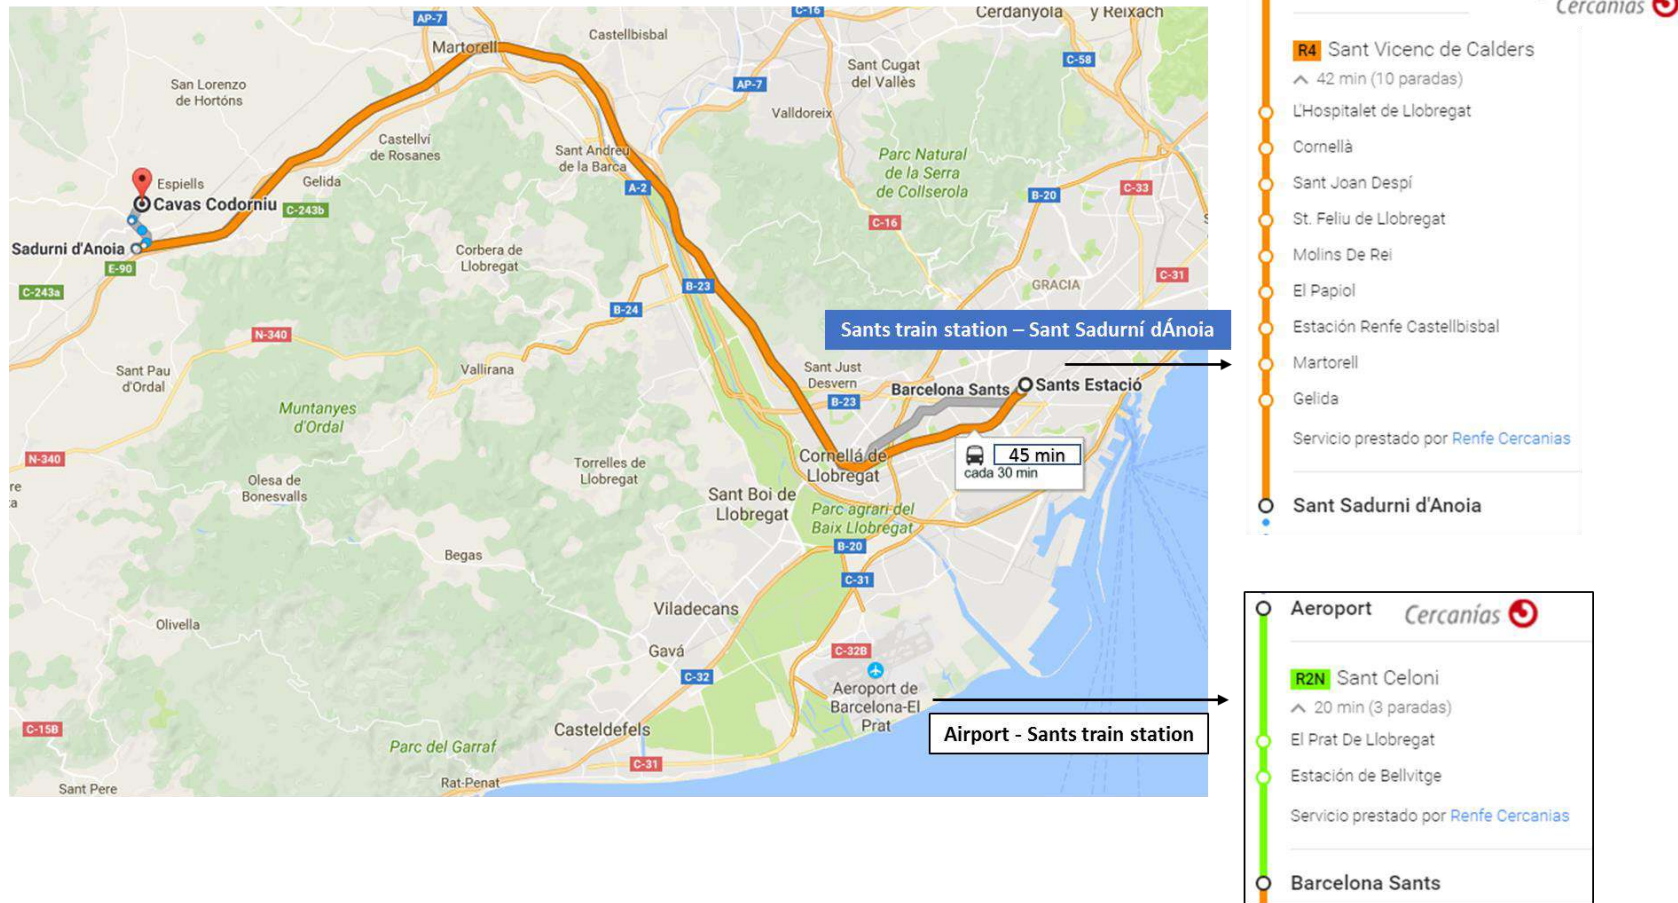 AP-7
C-16
Cerdanyola
y Reixach
Castellbisbal
Martorell
C-58
San Lorenzo
de Hortóns
Sant Cugat
del Vallès
AP-7
Valldoreix
Castellví
de Rosanes
Sant Andreu
de la Barca
Parc Natural
de la Serra
de Collserola
Espiells
Gelida
A-2
B-20
C-33
Cavas Codorniu
C-243b
C-16
Sadurni d'Anoia
E-90
Corbera de
Llobregat
C-31
C-243a
B-23
GRACIA
B-24
N-340
Sants train station – Sant Sadurní dÁnoia
Sant Pau
d'Ordal
Vallirana
Sant Just
Desvern
Barcelona Sants
Sants Estació
B-23
Muntanyes
d'Ordal
N-340
Cornellá de
Llobregat
45 min
cada 30 min
re
a
Olesa de
Bonesvalls
Torrelles de
Llobregat
Sant Boi de
Llobregat
Parc agrari del
Baix Llobregat
B-20
Begas
C-31
Viladecans
Olivella
Gavá
C-32B
C-32
Aeroport de
Barcelona-El
Prat
C-15B
Casteldefels
Airport - Sants train station
Parc del Garraf
C-31
Rat-Penat
Sant Pere
Cercanías
R4 Sant Vicenc de Calders
42 min (10 paradas)
L'Hospitalet de Llobregat
Cornellà
Sant Joan Despí
St. Feliu de Llobregat
Molins De Rei
El Papiol
Estación Renfe Castellbisbal
Martorell
Gelida
Servicio prestado por Renfe Cercanias
Sant Sadurni d'Anoia
Aeroport
Cercanías
R2N Sant Celoni
20 min (3 paradas)
El Prat De Llobregat
Estación de Bellvitge
Servicio prestado por Renfe Cercanias
Barcelona Sants